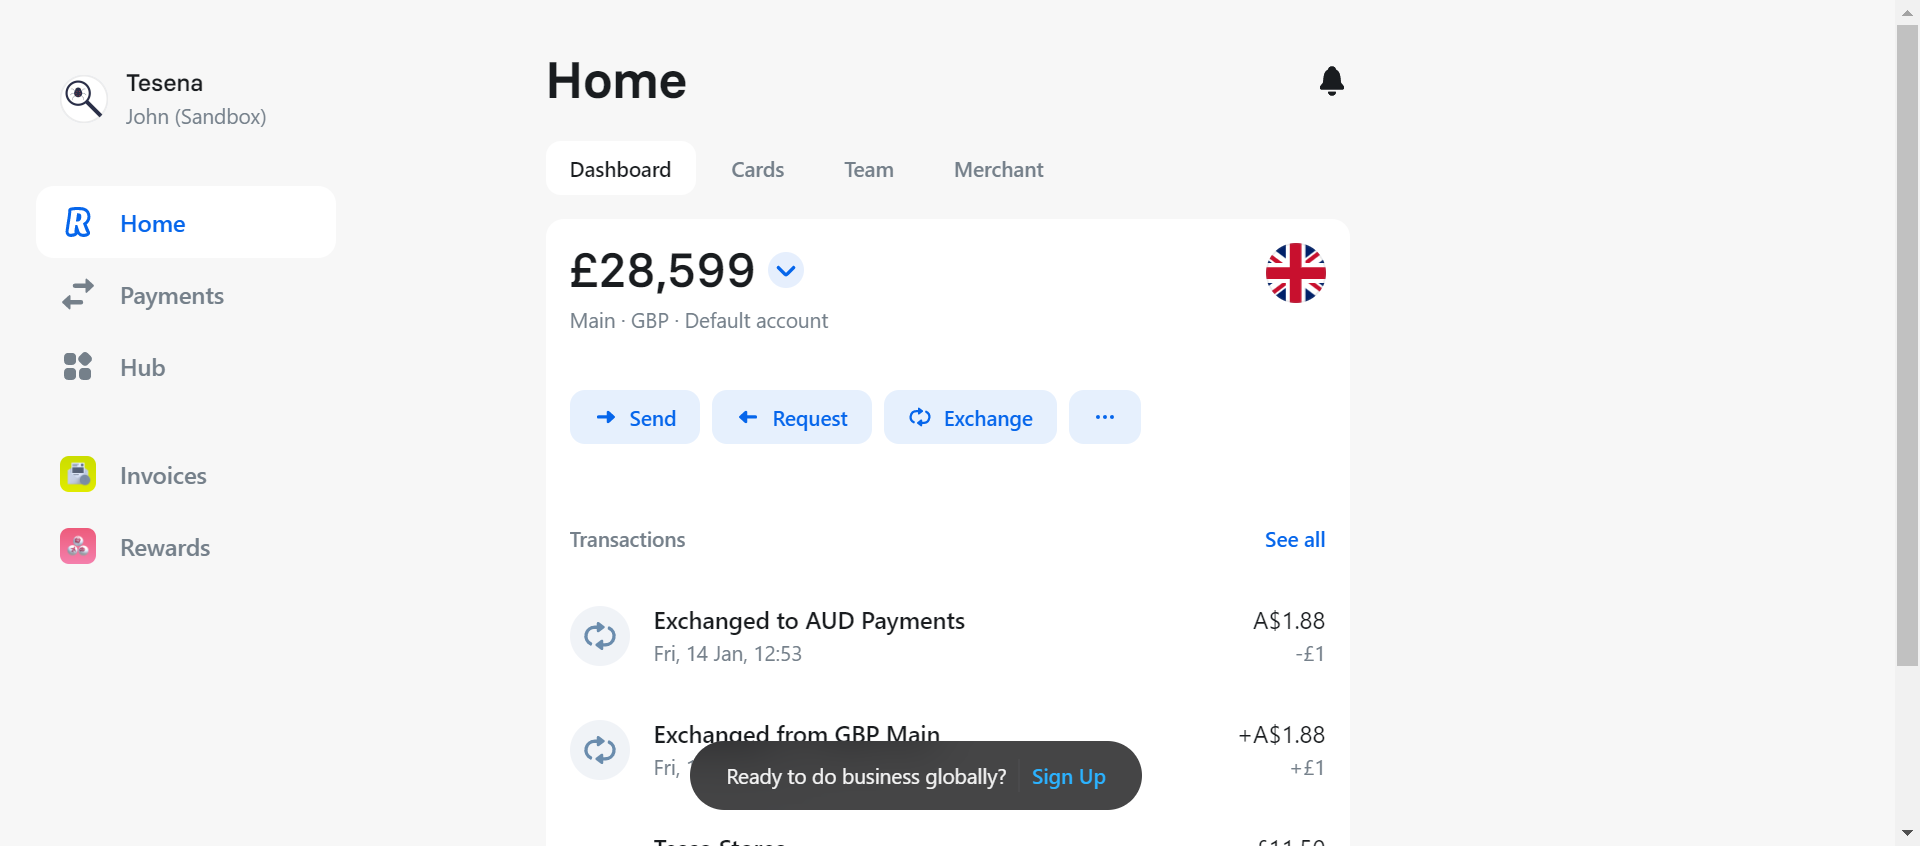 Tesena
John (Sandbox)
Home
Payments
Hub
Invoices
Rewards
Home
Dashboard
Cards
Team
Merchant
£28,599
Main · GBP · Default account
Send
Request
Exchange
Transactions
See all
Exchanged to AUD Payments
A$1.88
Fri, 14 Jan, 12:53
-£1
Exchanged from GBP Main
+A$1.88
Fri,
+£1
Ready to do business globally?
Sign Up